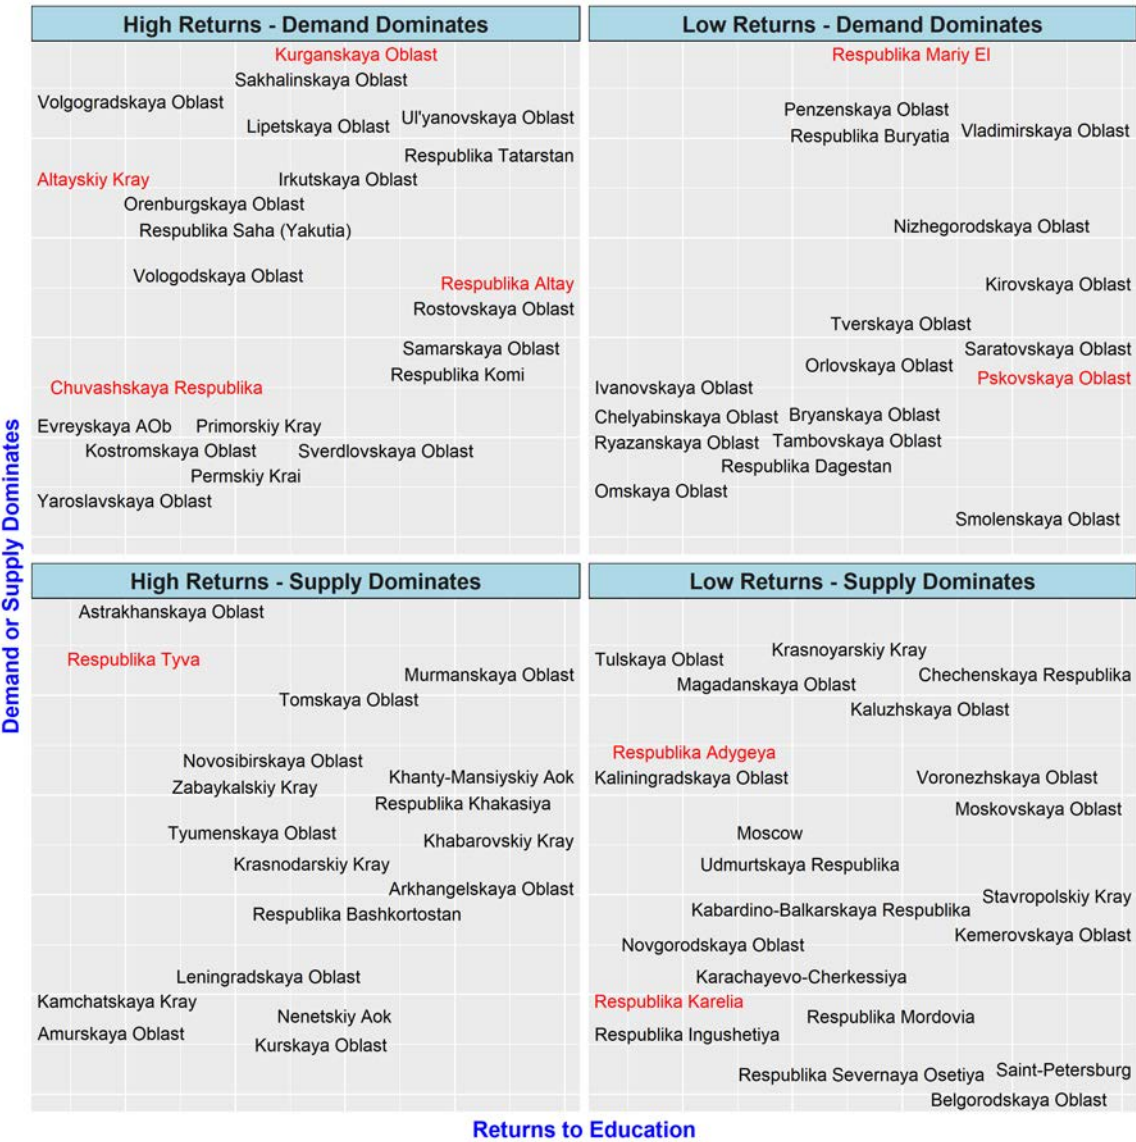 High Returns - Demand Dominates
Kurganskaya Oblast
Sakhalinskaya Oblast
Volgogradskaya Oblast
Ul'yanovskaya Oblast
Lipetskaya Oblast
Respublika Tatarstan
Altayskiy Kray
Irkutskaya Oblast
Orenburgskaya Oblast
Respublika Saha (Yakutia)
Vologodskaya Oblast
Respublika Altay
Rostovskaya Oblast
Samarskaya Oblast
Respublika Komi
Chuvashskaya Respublika
Evreyskaya AOb
Primorskiy Kray
Kostromskaya Oblast
Sverdlovskaya Oblast
Permskiy Krai
Yaroslavskaya Oblast
Low Returns - Demand Dominates
Respublika Mariy El
Penzenskaya Oblast
Vladimirskaya Oblast
Respublika Buryatia
Nizhegorodskaya Oblast
Kirovskaya Oblast
Tverskaya Oblast
Saratovskaya Oblast
Orlovskaya Oblast
Pskovskaya Oblast
Ivanovskaya Oblast
Chelyabinskaya Oblast
Bryanskaya Oblast
Ryazanskaya Oblast
Tambovskaya Oblast
Respublika Dagestan
Omskaya Oblast
Smolenskaya Oblast
High Returns - Supply Dominates
Astrakhanskaya Oblast
Respublika Tyva
Murmanskaya Oblast
Tomskaya Oblast
Novosibirskaya Oblast
Khanty-Mansiyskiy Aok
Zabaykalskiy Kray
Respublika Khakasiya
Tyumenskaya Oblast
Khabarovskiy Kray
Krasnodarskiy Kray
Arkhangelskaya Oblast
Respublika Bashkortostan
Leningradskaya Oblast
Kamchatskaya Kray
Nenetskiy Aok
Amurskaya Oblast
Kurskaya Oblast
Low Returns - Supply Dominates
Krasnoyarskiy Kray
Tulskaya Oblast
Chechenskaya Respublika
Magadanskaya Oblast
Kaluzhskaya Oblast
Respublika Adygeya
Kaliningradskaya Oblast
Voronezhskaya Oblast
Moskovskaya Oblast
Moscow
Udmurtskaya Respublika
Stavropolskiy Kray
Kabardino-Balkarskaya Respublika
Kemerovskaya Oblast
Novgorodskaya Oblast
Karachayevo-Cherkessiya
Respublika Karelia
Respublika Mordovia
Respublika Ingushetiya
Saint-Petersburg
Respublika Severnaya Osetiya
Belgorodskaya Oblast
Demand or Supply Dominates
Returns to Education